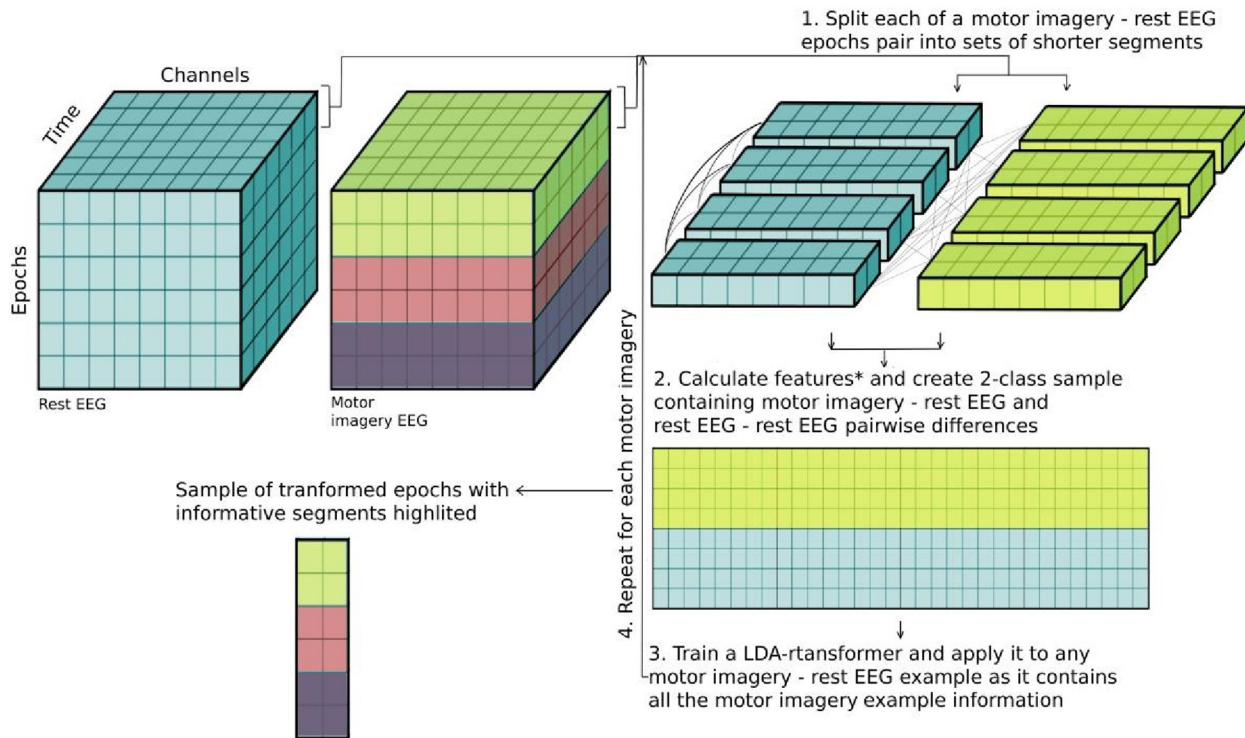 1. Split each of a motor imagery - rest EEG
epochs pair into sets of shorter segments
Channels
Time
Epochs
Rest EEG
Motor
imagery EEG
2. Calculate features* and create 2-class sample
containing motor imagery - rest EEG and
rest EEG - rest EEG pairwise differences
3. Train a LDA-rtansformer and apply it to any
motor imagery - rest EEG example as it contains
all the motor imagery example information
4. Repeat for each motor imagery
Sample of tranformed epochs with
informative segments highlited